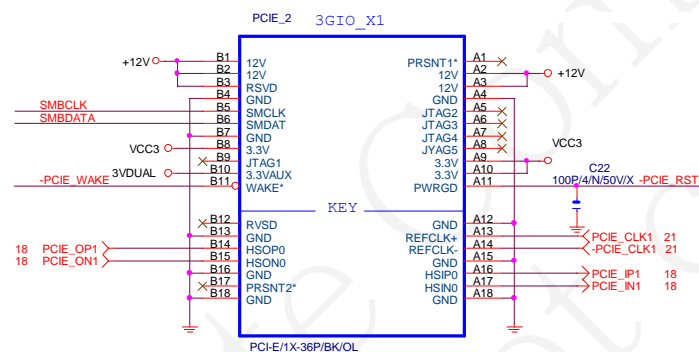 PCIE_2 3GIO_X1
+12V B1 12V PRSNT1* A1
B2 12V 12V A2 +12V
B3 RSVD 12V A3
B4 GND GND A4
SMBCLK B5 SMCLK JTAG2 A5
SMBDATA B6 SMDAT JTAG3 A6
B7 GND JTAG4 A7
VCC3 B8 3.3V JYAG5 A8 VCC3
B9 JTAG1 3.3V A9
3VDUAL B10 3.3VAUX 3.3V A10 C22
-PCIE_WAKE B11 WAKE* PWRGD A11 100P/4/N/50V/X -PCIE_RST
KEY
B12 RVSD GND A12
B13 GND REFCLK+ A13 PCIE_CLK1 21
18 PCIE_OP1 B14 HSOP0 REFCLK- A14 -PCIE_CLK1 21
18 PCIE_ON1 B15 HSON0 GND A15
B16 GND HSIP0 A16 PCIE_IP1 18
B17 PRSNT2* HSIN0 A17 PCIE_IN1 18
B18 GND GND A18
PCI-E/1X-36P/BK/OL